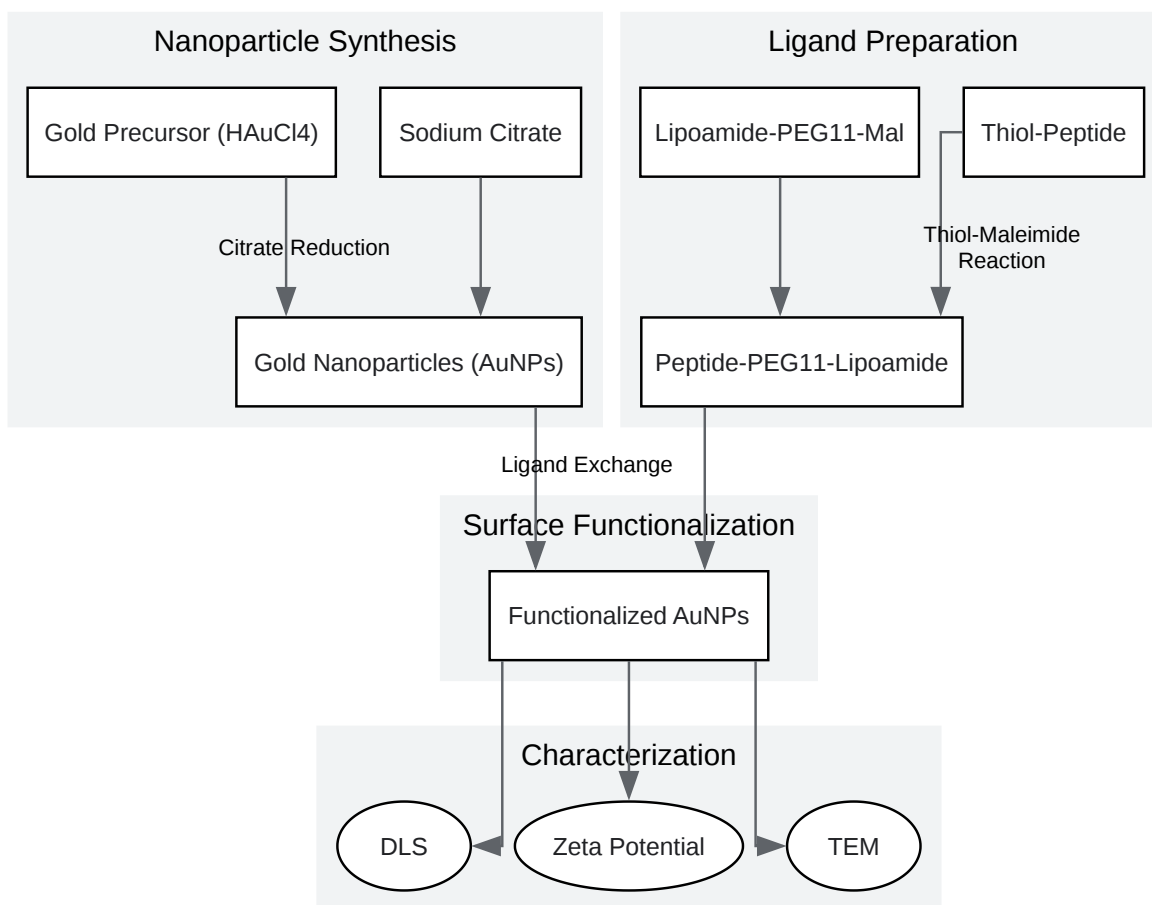 Nanoparticle Synthesis
Ligand Preparation
Gold Precursor (HAuCl4)
Sodium Citrate
Lipoamide-PEG11-Mal
Thiol-Peptide
Citrate Reduction
Thiol-Maleimide
Reaction
Gold Nanoparticles (AuNPs)
Peptide-PEG11-Lipoamide
Ligand Exchange
Surface Functionalization
Functionalized AuNPs
Characterization
DLS
Zeta Potential
TEM